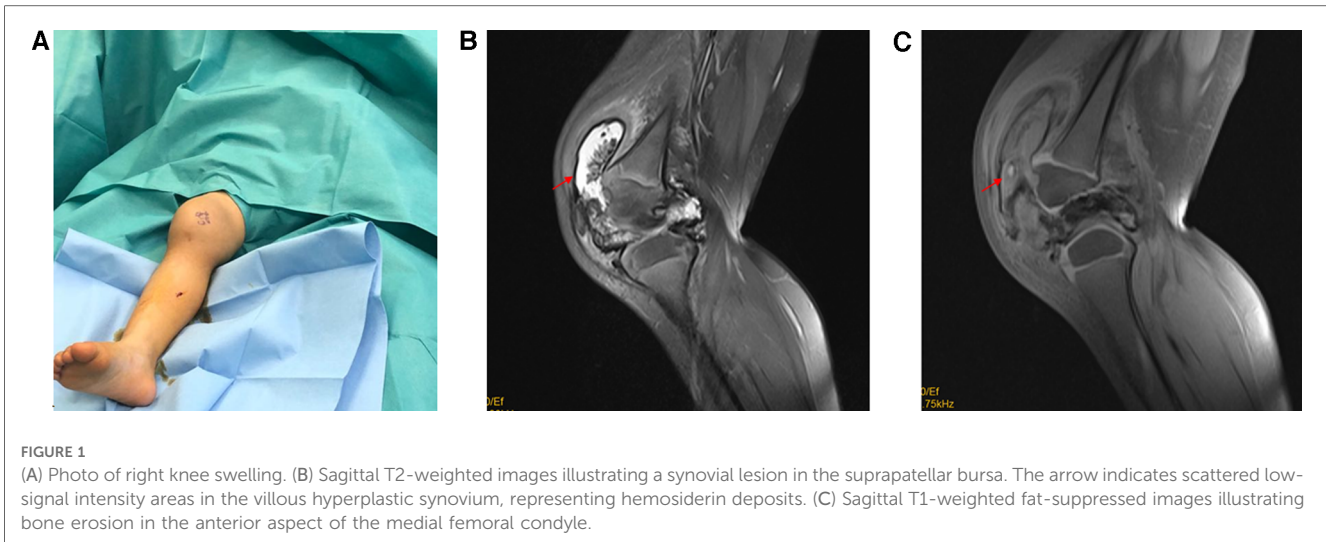 A
B
C
0/Ef
0/Ef
.75kHz
FIGURE 1
(A) Photo of right knee swelling. (B) Sagittal T2-weighted images illustrating a synovial lesion in the suprapatellar bursa. The arrow indicates scattered low-
signal intensity areas in the villous hyperplastic synovium, representing hemosiderin deposits. (C) Sagittal T1-weighted fat-suppressed images illustrating
bone erosion in the anterior aspect of the medial femoral condyle.